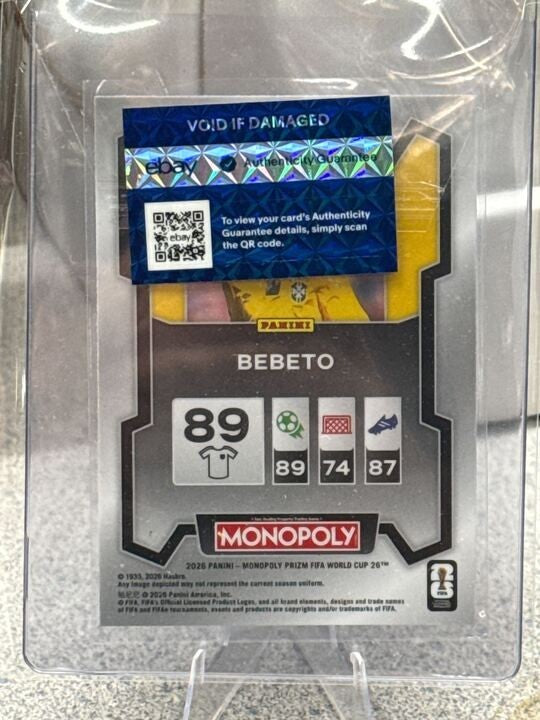 VOID IF DAMAGED
ebay Authenticity Guarantee
ebay
To view your card's Authenticity
Guarantee details, simply scan
the QR code.
PANINI
BEBETO
89
89 74 87
MONOPOLY
2026 PANINI – MONOPOLY PRIZM FIFA WORLD CUP 26™
© 1935, 2026 Hasbro.
Any image depicted may not represent the current season uniform.
© 2026 Panini America, Inc.
© FIFA, FIFA's Official Licensed Product Logos, and all brand elements, designs, and trade names
of FIFA and FIFAe tournaments, events and products are copyrights and/or trademarks of FIFA.
26
FIFA